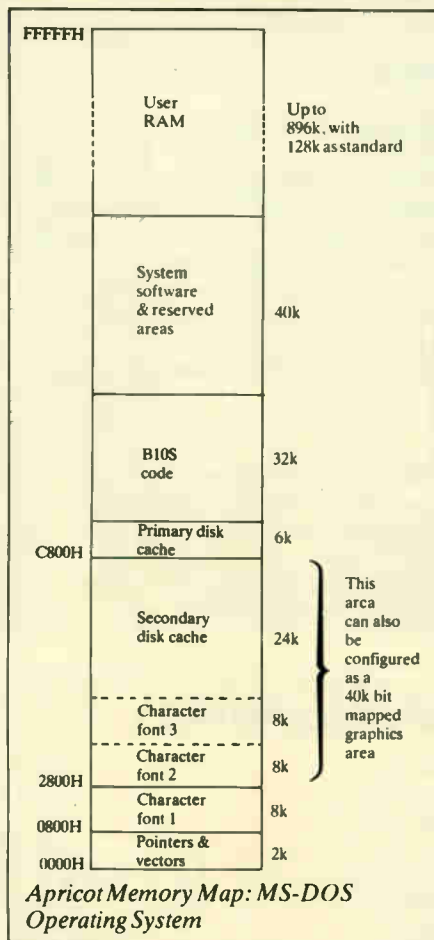 FFFFFH
User
RAM
Up to
896k, with
128k as standard
System
software
& reserved
areas
40k
B10S
code
32k
Primary disk
cache
6k
C800H
Secondary
disk cache
24k
This
area
can also
be
configured
as a
40k bit
mapped
graphics
area
Character
font 3
8k
Character
font 2
8k
2800H
Character
font 1
8k
0800H
Pointers &
vectors
2k
0000H
Apricot Memory Map: MS-DOS
Operating System